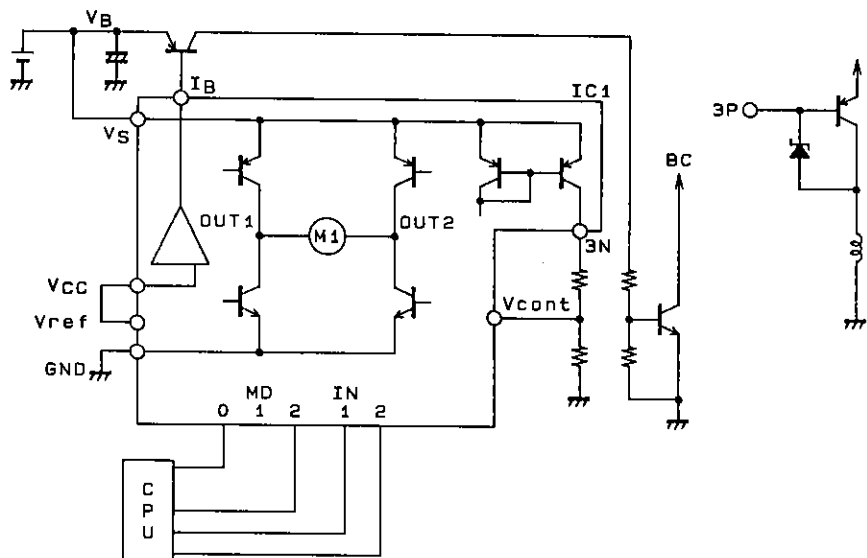 VB
IB
IC1
VS
3P
BC
OUT1
M1
OUT2
3N
VCC
Vcont
Vref
GND
MD
IN
0 1 2 1 2
CPU